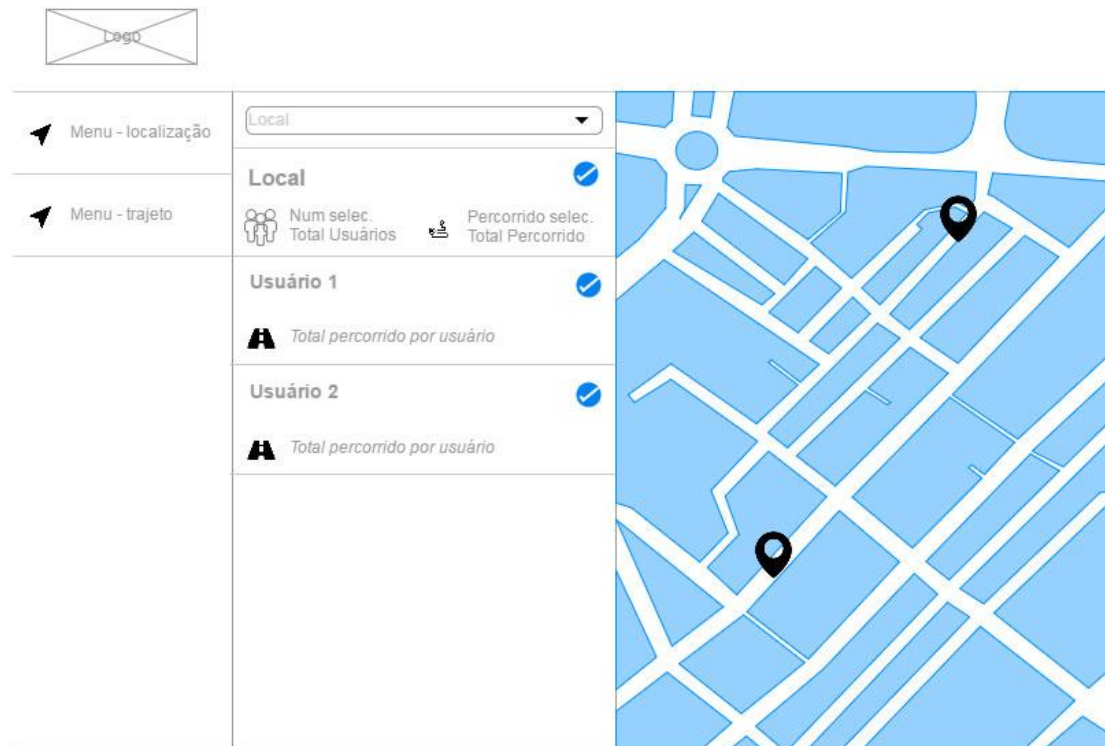 Logo
Menu - localização
Menu - trajeto
Local
Local
Num selec.
Total Usuários
Percorrido selec.
Total Percorrido
Usuário 1
Total percorrido por usuário
Usuário 2
Total percorrido por usuário